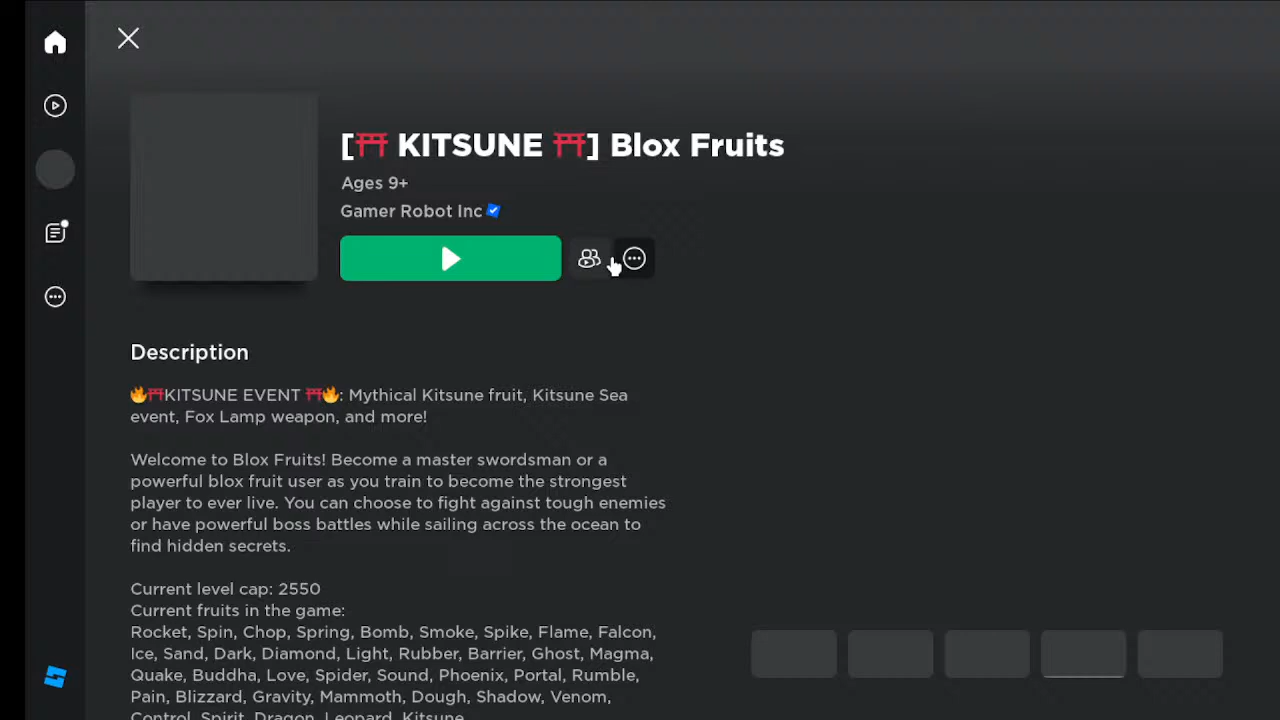 [⛩️ KITSUNE ⛩️] Blox Fruits
Ages 9+
Gamer Robot Inc
Description
🔥⛩️KITSUNE EVENT ⛩️🔥: Mythical Kitsune fruit, Kitsune Sea
event, Fox Lamp weapon, and more!
Welcome to Blox Fruits! Become a master swordsman or a
powerful blox fruit user as you train to become the strongest
player to ever live. You can choose to fight against tough enemies
or have powerful boss battles while sailing across the ocean to
find hidden secrets.
Current level cap: 2550
Current fruits in the game:
Rocket, Spin, Chop, Spring, Bomb, Smoke, Spike, Flame, Falcon,
Ice, Sand, Dark, Diamond, Light, Rubber, Barrier, Ghost, Magma,
Quake, Buddha, Love, Spider, Sound, Phoenix, Portal, Rumble,
Pain, Blizzard, Gravity, Mammoth, Dough, Shadow, Venom,
Control, Spirit, Dragon, Leopard, Kitsune